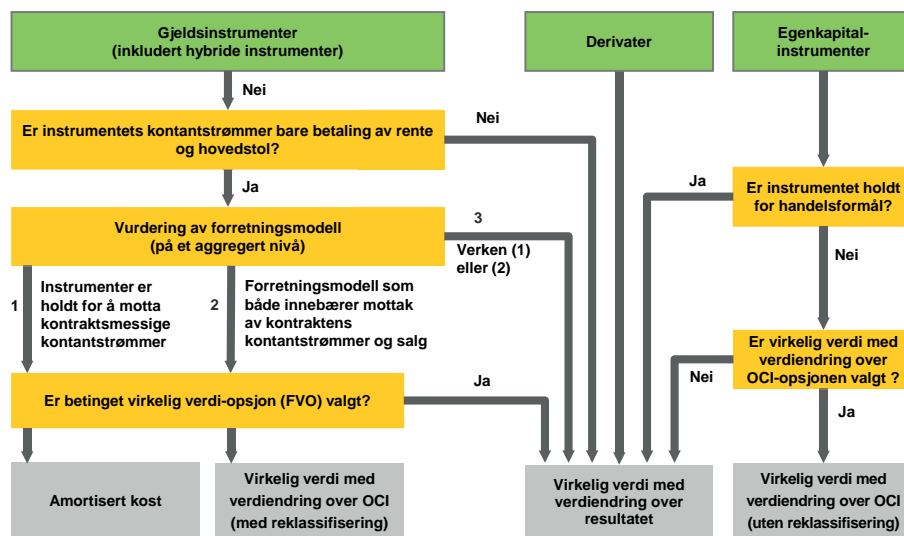 Gjeldsinstrumenter
(inkludert hybride instrumenter)
Derivater
Egenkapital-
instrumenter
Nei
Er instrumentets kontantstrømmer bare betaling av rente
og hovedstol?
Nei
Ja
Ja
Er instrumentet holdt
for handelsformål?
Vurdering av forretningsmodell
(på et aggregert nivå)
3
Verken (1)
eller (2)
Nei
1
Instrumenter er
holdt for å motta
kontraktsmessige
kontantstrømmer
2
Forretningsmodell som
både innebærer mottak
av kontraktens
kontantstrømmer og salg
Er virkelig verdi med
verdiendring over
OCI-opsjonen valgt ?
Nei
Ja
Er betinget virkelig verdi-opsjon (FVO) valgt?
Ja
Amortisert kost
Virkelig verdi med
verdiendring over OCI
(med reklassifisering)
Virkelig verdi med
verdiendring over
resultatet
Virkelig verdi med
verdiendring over OCI
(uten reklassifisering)